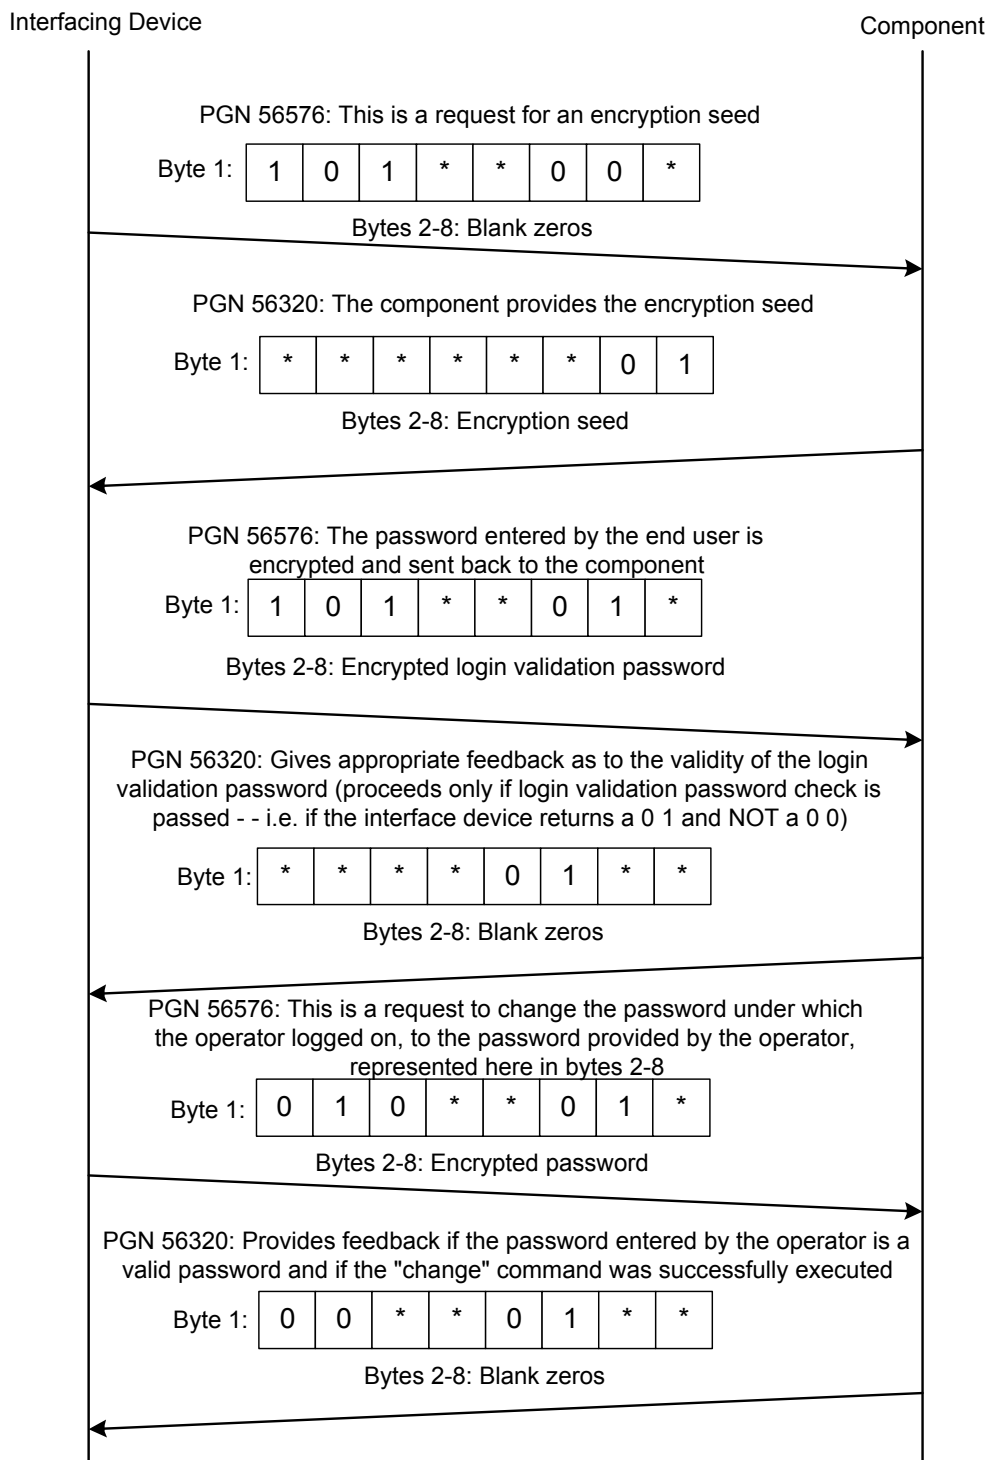 Interfacing Device
Component
PGN 56576: This is a request for an encryption seed
Byte 1: 1 0 1 * * 0 0 *
Bytes 2-8: Blank zeros
PGN 56320: The component provides the encryption seed
Byte 1: * * * * * * 0 1
Bytes 2-8: Encryption seed
PGN 56576: The password entered by the end user is
encrypted and sent back to the component
Byte 1: 1 0 1 * * 0 1 *
Bytes 2-8: Encrypted login validation password
PGN 56320: Gives appropriate feedback as to the validity of the login
validation password (proceeds only if login validation password check is
passed - - i.e. if the interface device returns a 0 1 and NOT a 0 0)
Byte 1: * * * * 0 1 * *
Bytes 2-8: Blank zeros
PGN 56576: This is a request to change the password under which
the operator logged on, to the password provided by the operator,
represented here in bytes 2-8
Byte 1: 0 1 0 * * 0 1 *
Bytes 2-8: Encrypted password
PGN 56320: Provides feedback if the password entered by the operator is a
valid password and if the "change" command was successfully executed
Byte 1: 0 0 * * 0 1 * *
Bytes 2-8: Blank zeros